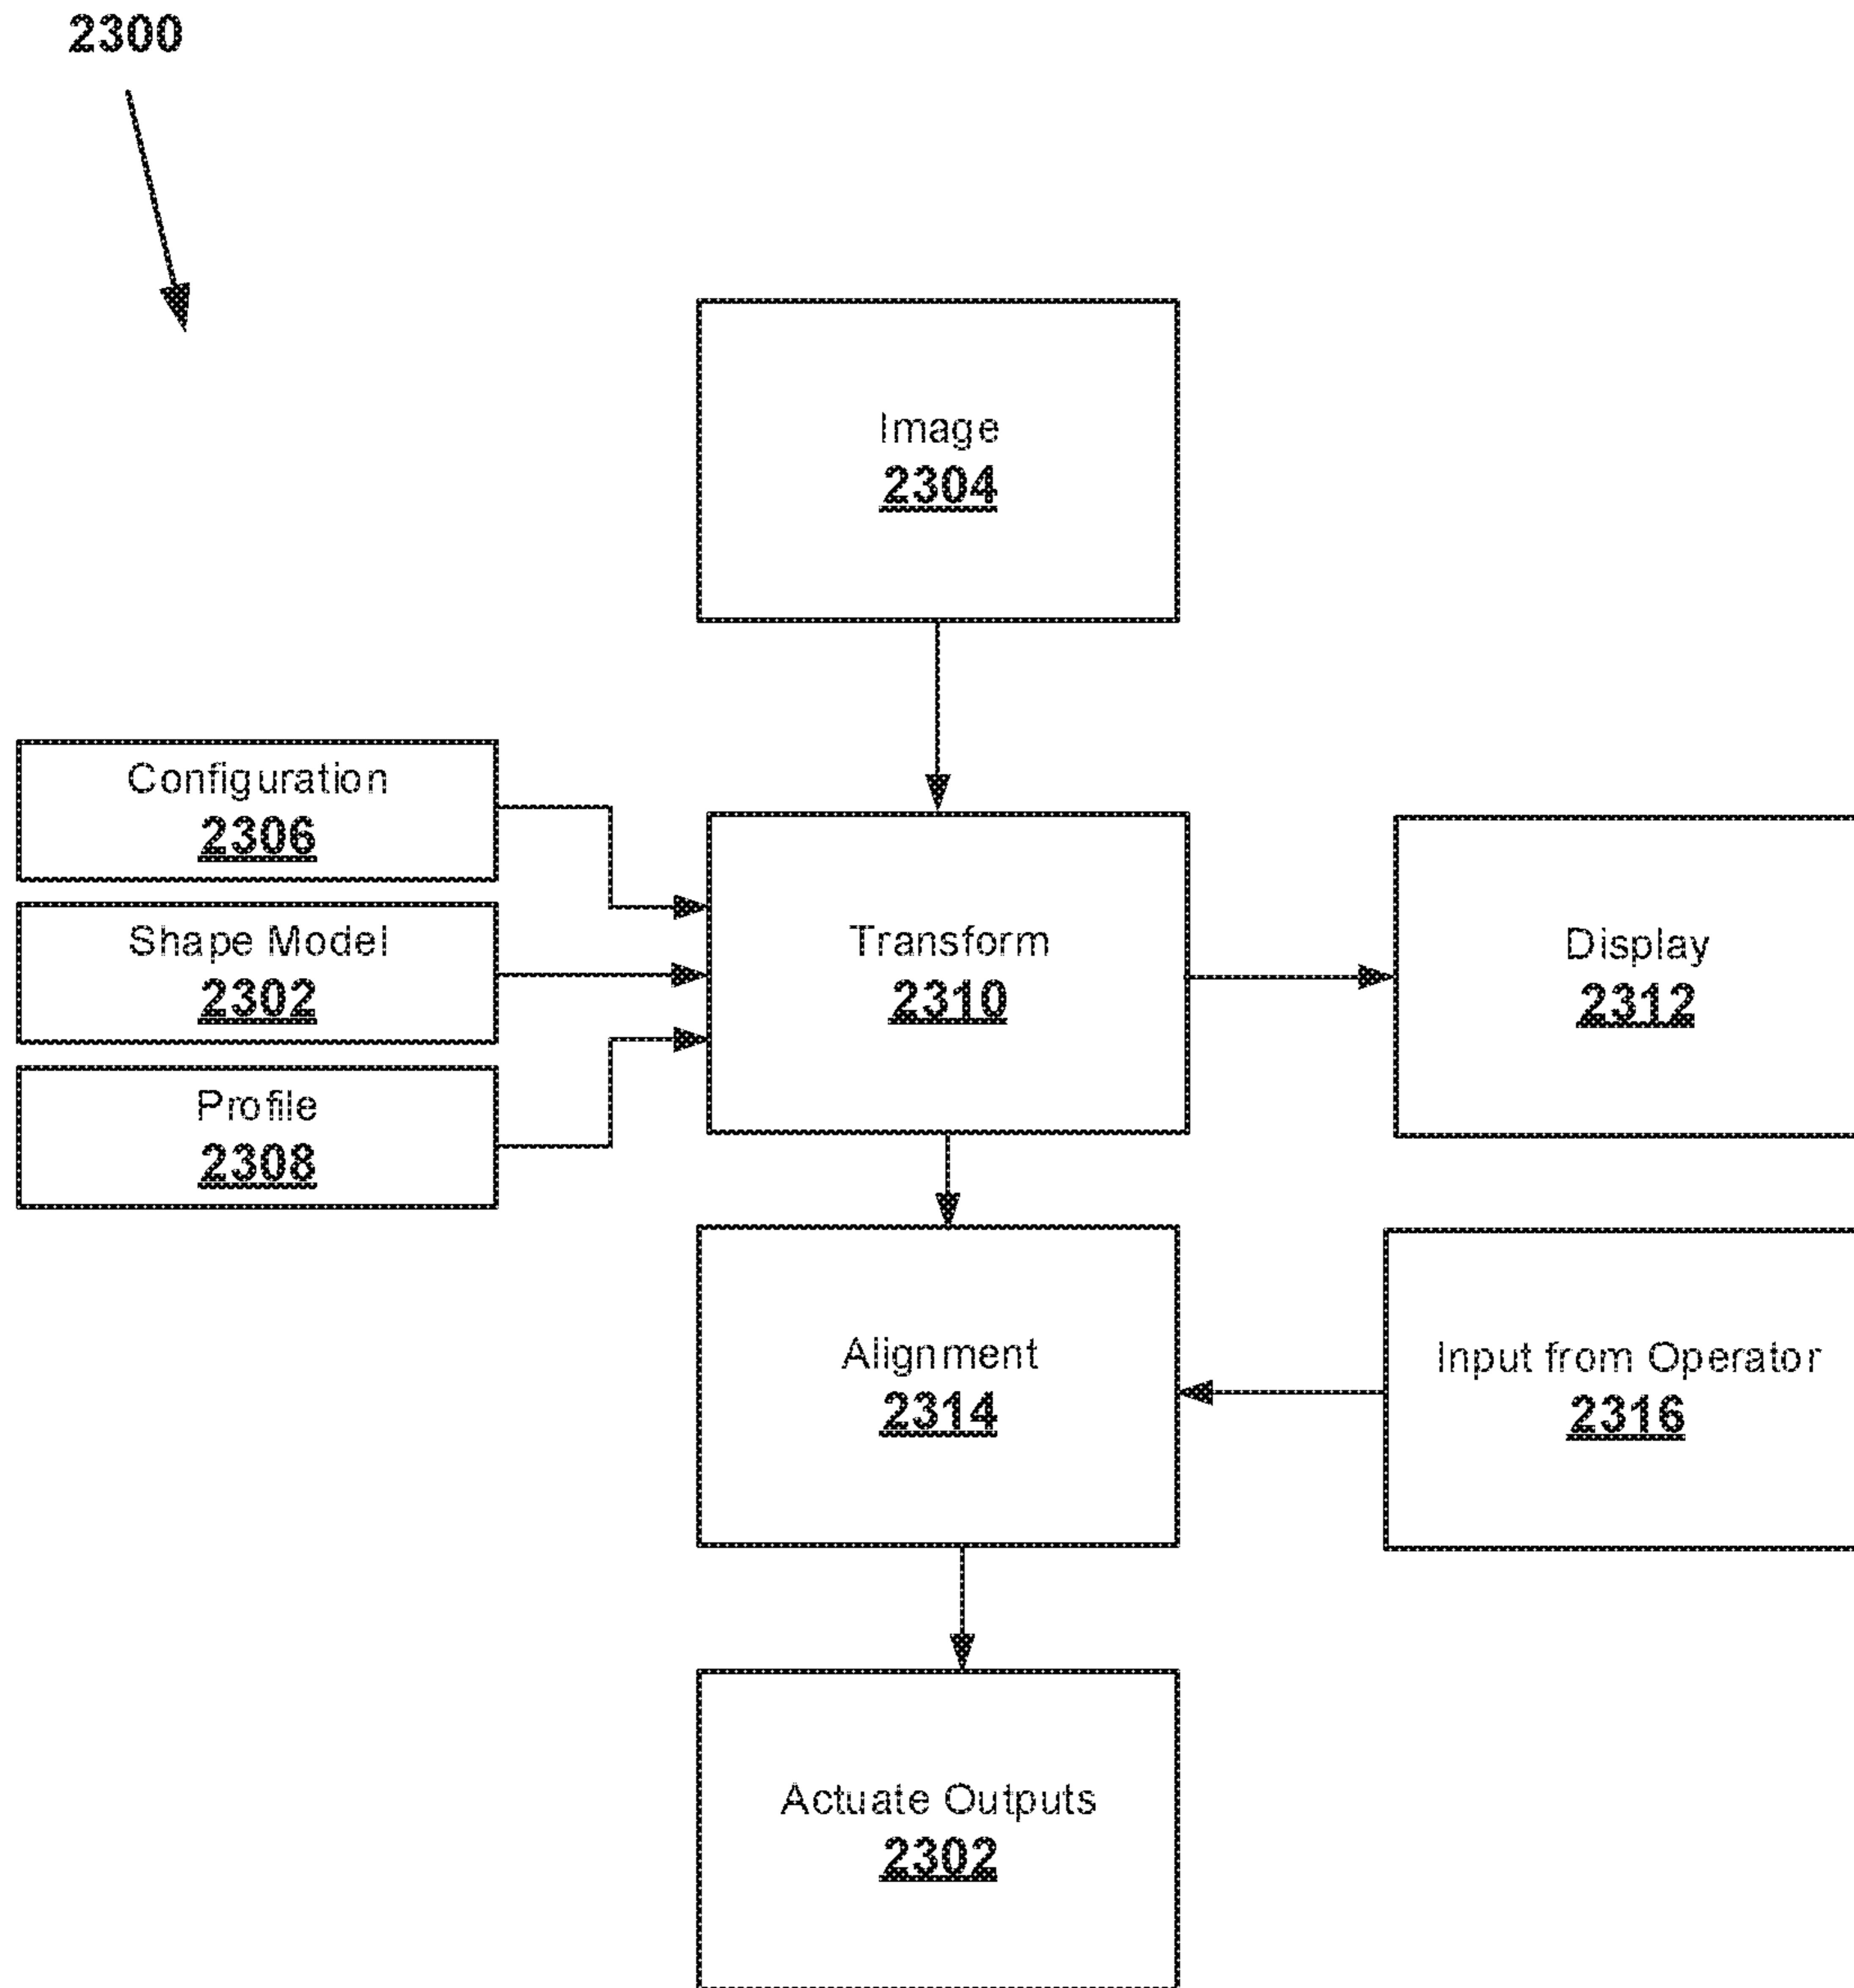 2300
Image
2304
Configuration
2306
Shape Model
2302
Profile
2308
Transform
2310
Display
2312
Alignment
2314
Input from Operator
2316
Actuate Outputs
2302